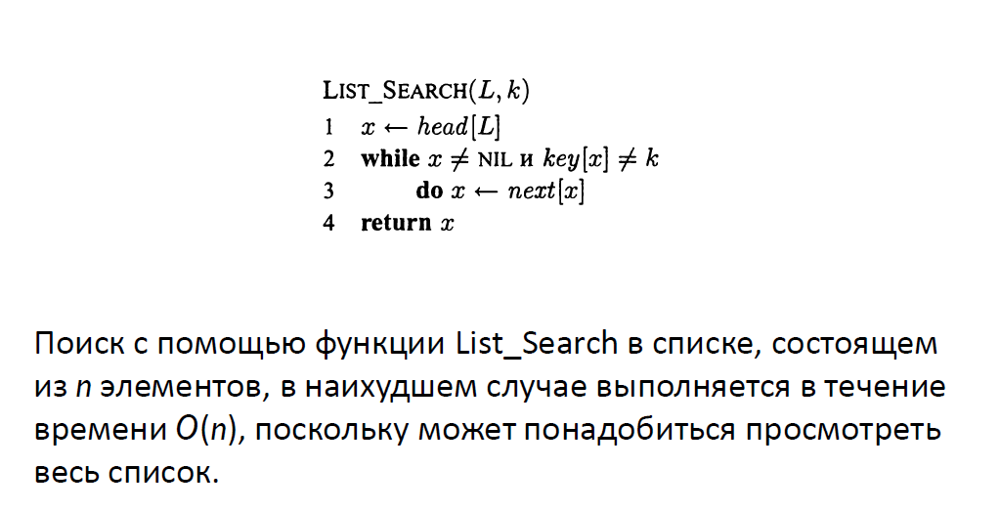 LIST_SEARCH(L, k)
1 x ← head[L]
2 while x ≠ NIL и key[x] ≠ k
3 do x ← next[x]
4 return x
Поиск с помощью функции List_Search в списке, состоящем
из n элементов, в наихудшем случае выполняется в течение
времени O(n), поскольку может понадобиться просмотреть
весь список.